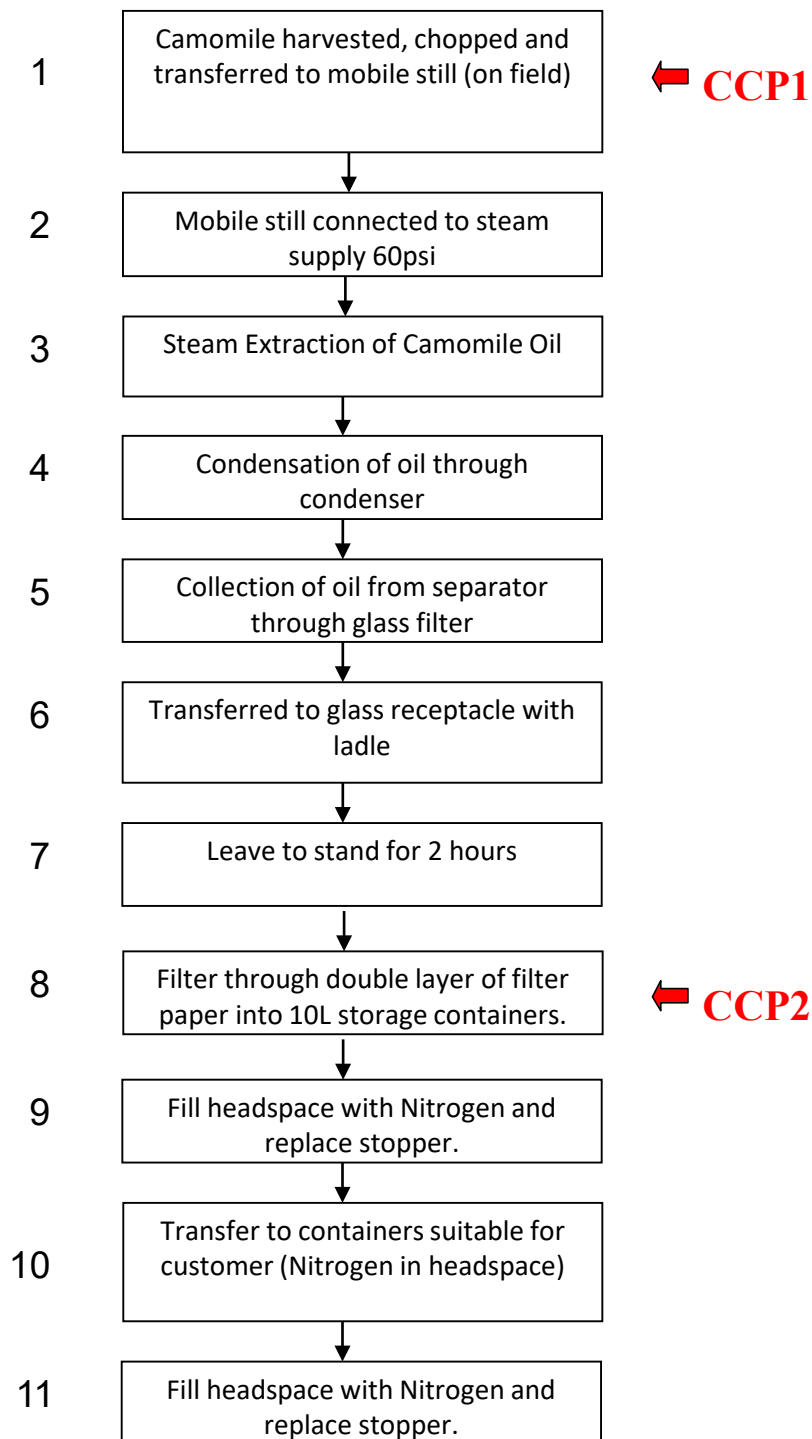 1
Camomile harvested, chopped and
transferred to mobile still (on field)
CCP1
2
Mobile still connected to steam
supply 60psi
3
Steam Extraction of Camomile Oil
4
Condensation of oil through
condenser
5
Collection of oil from separator
through glass filter
6
Transferred to glass receptacle with
ladle
7
Leave to stand for 2 hours
8
Filter through double layer of filter
paper into 10L storage containers.
CCP2
9
Fill headspace with Nitrogen and
replace stopper.
10
Transfer to containers suitable for
customer (Nitrogen in headspace)
11
Fill headspace with Nitrogen and
replace stopper.